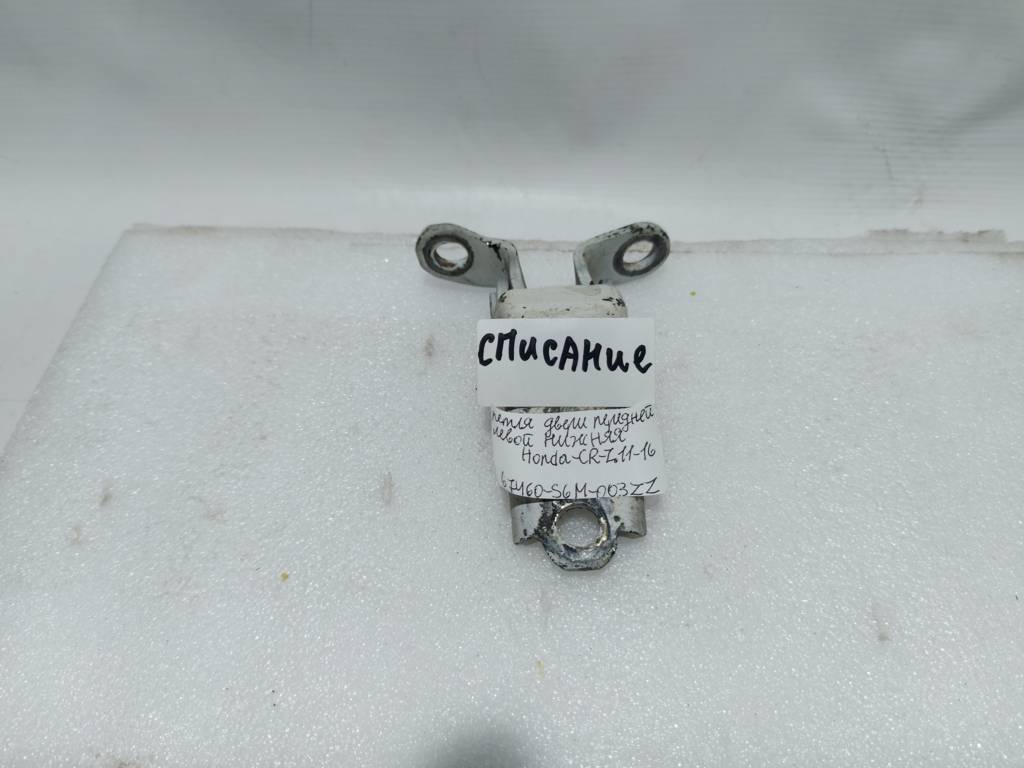 СПИСАНИЕ
петля двери передней
левой нижняя
Honda-CR-Z 11-16
67460-S6M-003ZZ